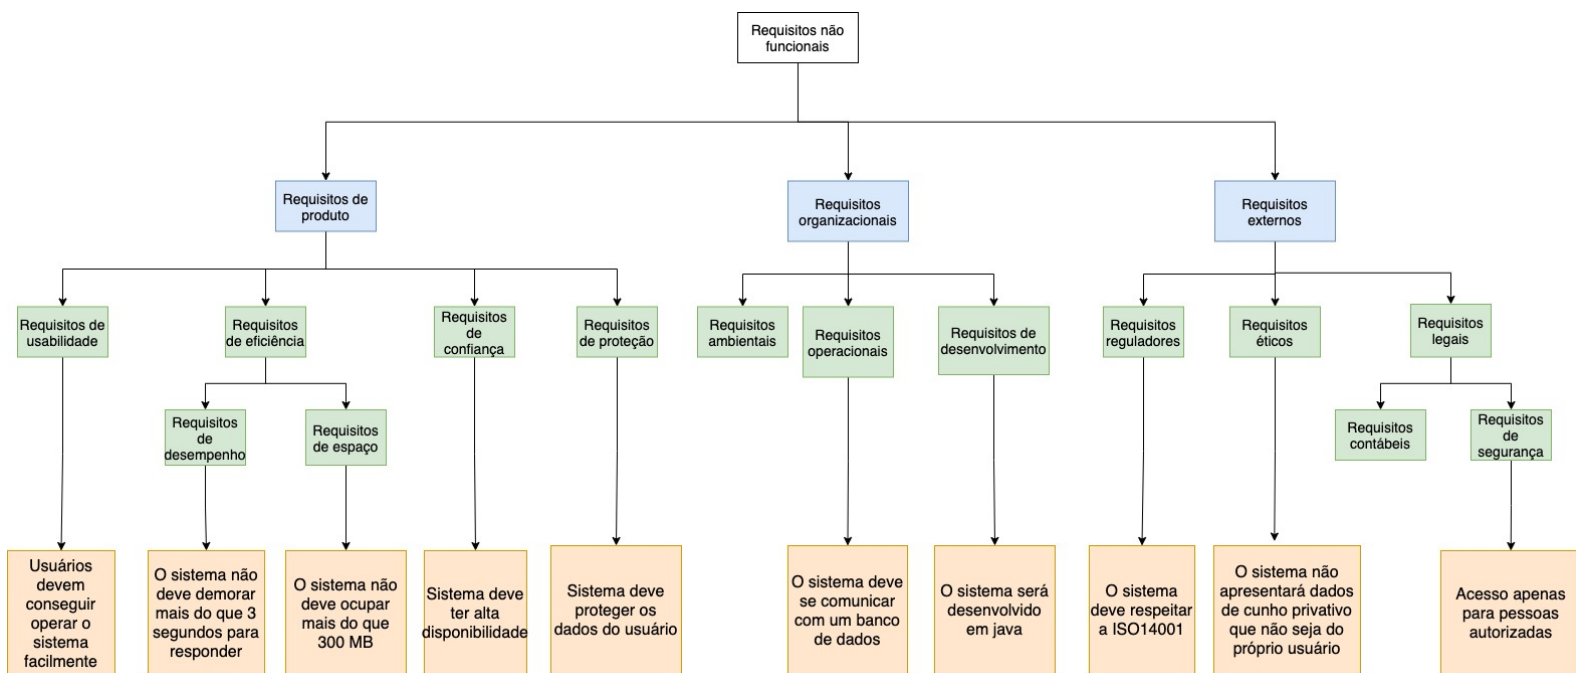 Requisitos não
funcionais
Requisitos de
produto
Requisitos
organizacionais
Requisitos
externos
Requisitos de
usabilidade
Requisitos
de eficiência
Requisitos
de
confiança
Requisitos
de proteção
Requisitos
ambientais
Requisitos
operacionais
Requisitos de
desenvolvimento
Requisitos
reguladores
Requisitos
éticos
Requisitos
legais
Requisitos
de
desempenho
Requisitos
de espaço
Requisitos
contábeis
Requisitos
de
segurança
Usuários
devem
conseguir
operar o
sistema
facilmente
O sistema não
deve demorar
mais do que 3
segundos para
responder
O sistema não
deve ocupar
mais do que
300 MB
Sistema deve
ter alta
disponibilidade
Sistema deve
proteger os
dados do usuário
O sistema deve
se comunicar
com um banco
de dados
O sistema será
desenvolvido
em java
O sistema
deve respeitar
a ISO14001
O sistema não
apresentará dados
de cunho privativo
que não seja do
próprio usuário
Acesso apenas
para pessoas
autorizadas